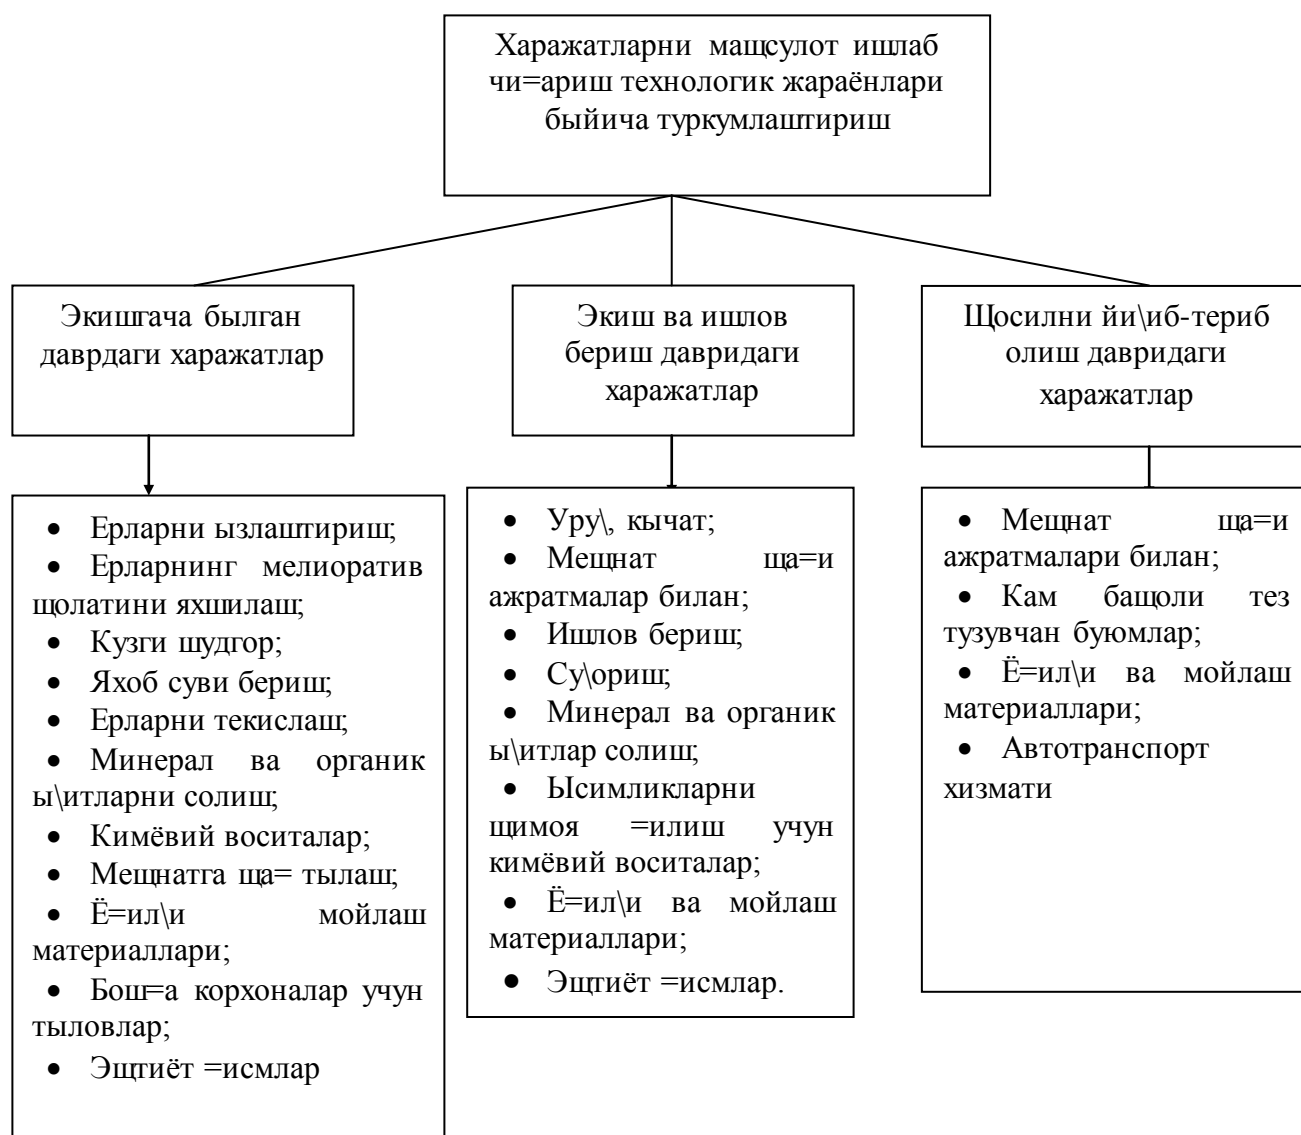 Харажатларни мащсулот ишлаб
чи=ариш технологик жараёнлари
быйича туркумлаштириш
Экишгача былган
даврдаги харажатлар
Экиш ва ишлов
бериш давридаги
харажатлар
Щосилни йи\иб-териб
олиш давридаги
харажатлар
• Ерларни ызлаштириш;
• Ерларнинг мелиоратив
щолатини яхшилаш;
• Кузги шудгор;
• Яхоб суви бериш;
• Ерларни текислаш;
• Минерал ва органик
ы\итларни солиш;
• Кимёвий воситалар;
• Мещнатга ща= тылаш;
• Ё=ил\и мойлаш
материаллари;
• Бош=а корхоналар учун
тыловлар;
• Эщтиёт =исмлар
• Уру\, кычат;
• Мещнат ща=и
ажратмалар билан;
• Ишлов бериш;
• Су\ориш;
• Минерал ва органик
ы\итлар солиш;
• Ысимликларни
щимоя =илиш учун
кимёвий воситалар;
• Ё=ил\и ва мойлаш
материаллари;
• Эщтиёт =исмлар.
• Мещнат ща=и
ажратмалари билан;
• Кам бащоли тез
тузувчан буюмлар;
• Ё=ил\и ва мойлаш
материаллари;
• Автотранспорт
хизмати